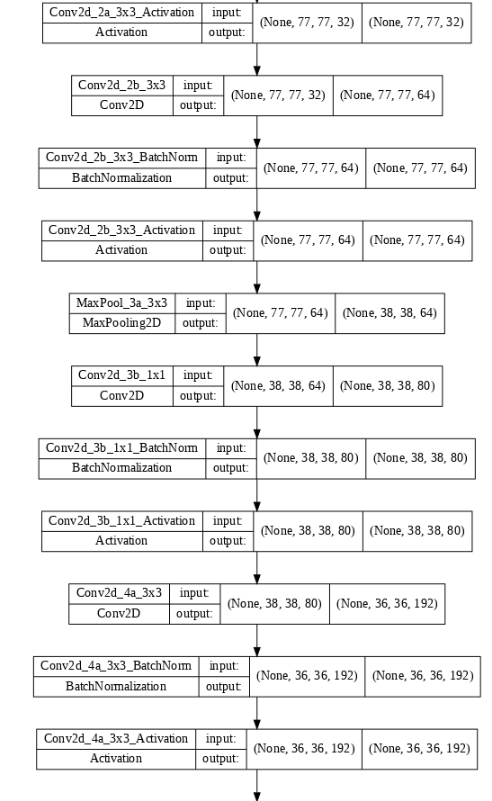 Conv2d_2a_3x3_Activation input: (None, 77, 77, 32) (None, 77, 77, 32)
Activation output:
Conv2d_2b_3x3 input: (None, 77, 77, 32) (None, 77, 77, 64)
Conv2D output:
Conv2d_2b_3x3_BatchNorm input: (None, 77, 77, 64) (None, 77, 77, 64)
BatchNormalization output:
Conv2d_2b_3x3_Activation input: (None, 77, 77, 64) (None, 77, 77, 64)
Activation output:
MaxPool_3a_3x3 input: (None, 77, 77, 64) (None, 38, 38, 64)
MaxPooling2D output:
Conv2d_3b_1x1 input: (None, 38, 38, 64) (None, 38, 38, 80)
Conv2D output:
Conv2d_3b_1x1_BatchNorm input: (None, 38, 38, 80) (None, 38, 38, 80)
BatchNormalization output:
Conv2d_3b_1x1_Activation input: (None, 38, 38, 80) (None, 38, 38, 80)
Activation output:
Conv2d_4a_3x3 input: (None, 38, 38, 80) (None, 36, 36, 192)
Conv2D output:
Conv2d_4a_3x3_BatchNorm input: (None, 36, 36, 192) (None, 36, 36, 192)
BatchNormalization output:
Conv2d_4a_3x3_Activation input: (None, 36, 36, 192) (None, 36, 36, 192)
Activation output: